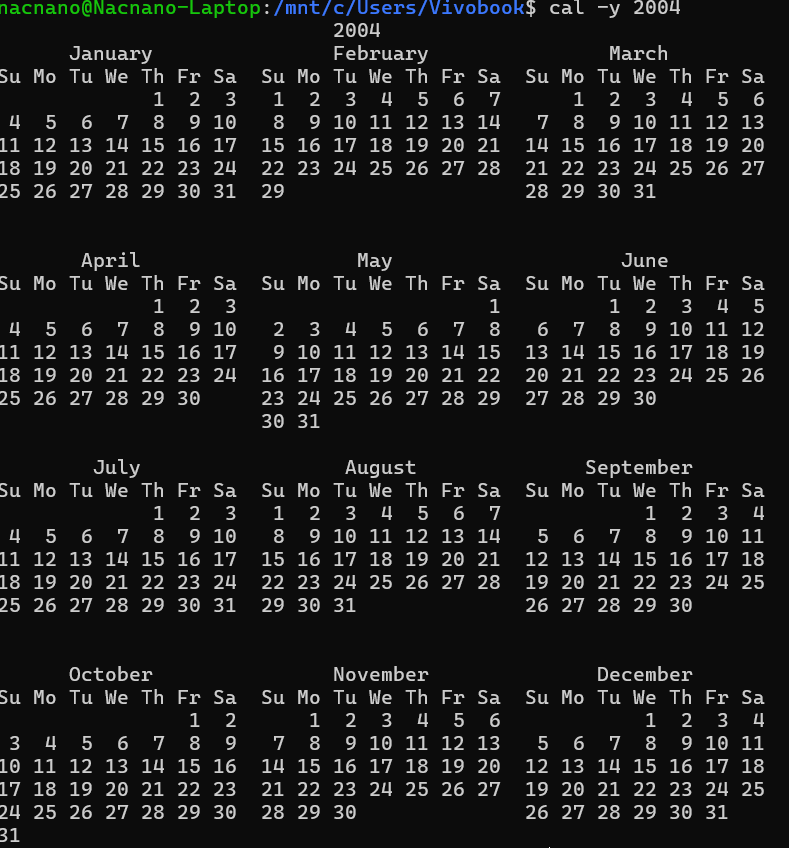 nacnano@Nacnano-Laptop:/mnt/c/Users/Vivobook$ cal -y 2004
                            2004
      January               February               March
Su Mo Tu We Th Fr Sa  Su Mo Tu We Th Fr Sa  Su Mo Tu We Th Fr Sa
             1  2  3   1  2  3  4  5  6  7      1  2  3  4  5  6
 4  5  6  7  8  9 10   8  9 10 11 12 13 14   7  8  9 10 11 12 13
11 12 13 14 15 16 17  15 16 17 18 19 20 21  14 15 16 17 18 19 20
18 19 20 21 22 23 24  22 23 24 25 26 27 28  21 22 23 24 25 26 27
25 26 27 28 29 30 31  29                    28 29 30 31
       April                  May                   June
Su Mo Tu We Th Fr Sa  Su Mo Tu We Th Fr Sa  Su Mo Tu We Th Fr Sa
             1  2  3                     1         1  2  3  4  5
 4  5  6  7  8  9 10   2  3  4  5  6  7  8   6  7  8  9 10 11 12
11 12 13 14 15 16 17   9 10 11 12 13 14 15  13 14 15 16 17 18 19
18 19 20 21 22 23 24  16 17 18 19 20 21 22  20 21 22 23 24 25 26
25 26 27 28 29 30     23 24 25 26 27 28 29  27 28 29 30
                      30 31
        July                 August              September
Su Mo Tu We Th Fr Sa  Su Mo Tu We Th Fr Sa  Su Mo Tu We Th Fr Sa
             1  2  3   1  2  3  4  5  6  7            1  2  3  4
 4  5  6  7  8  9 10   8  9 10 11 12 13 14   5  6  7  8  9 10 11
11 12 13 14 15 16 17  15 16 17 18 19 20 21  12 13 14 15 16 17 18
18 19 20 21 22 23 24  22 23 24 25 26 27 28  19 20 21 22 23 24 25
25 26 27 28 29 30 31  29 30 31              26 27 28 29 30
      October               November              December
Su Mo Tu We Th Fr Sa  Su Mo Tu We Th Fr Sa  Su Mo Tu We Th Fr Sa
                1  2      1  2  3  4  5  6            1  2  3  4
 3  4  5  6  7  8  9   7  8  9 10 11 12 13   5  6  7  8  9 10 11
10 11 12 13 14 15 16  14 15 16 17 18 19 20  12 13 14 15 16 17 18
17 18 19 20 21 22 23  21 22 23 24 25 26 27  19 20 21 22 23 24 25
24 25 26 27 28 29 30  28 29 30              26 27 28 29 30 31
31